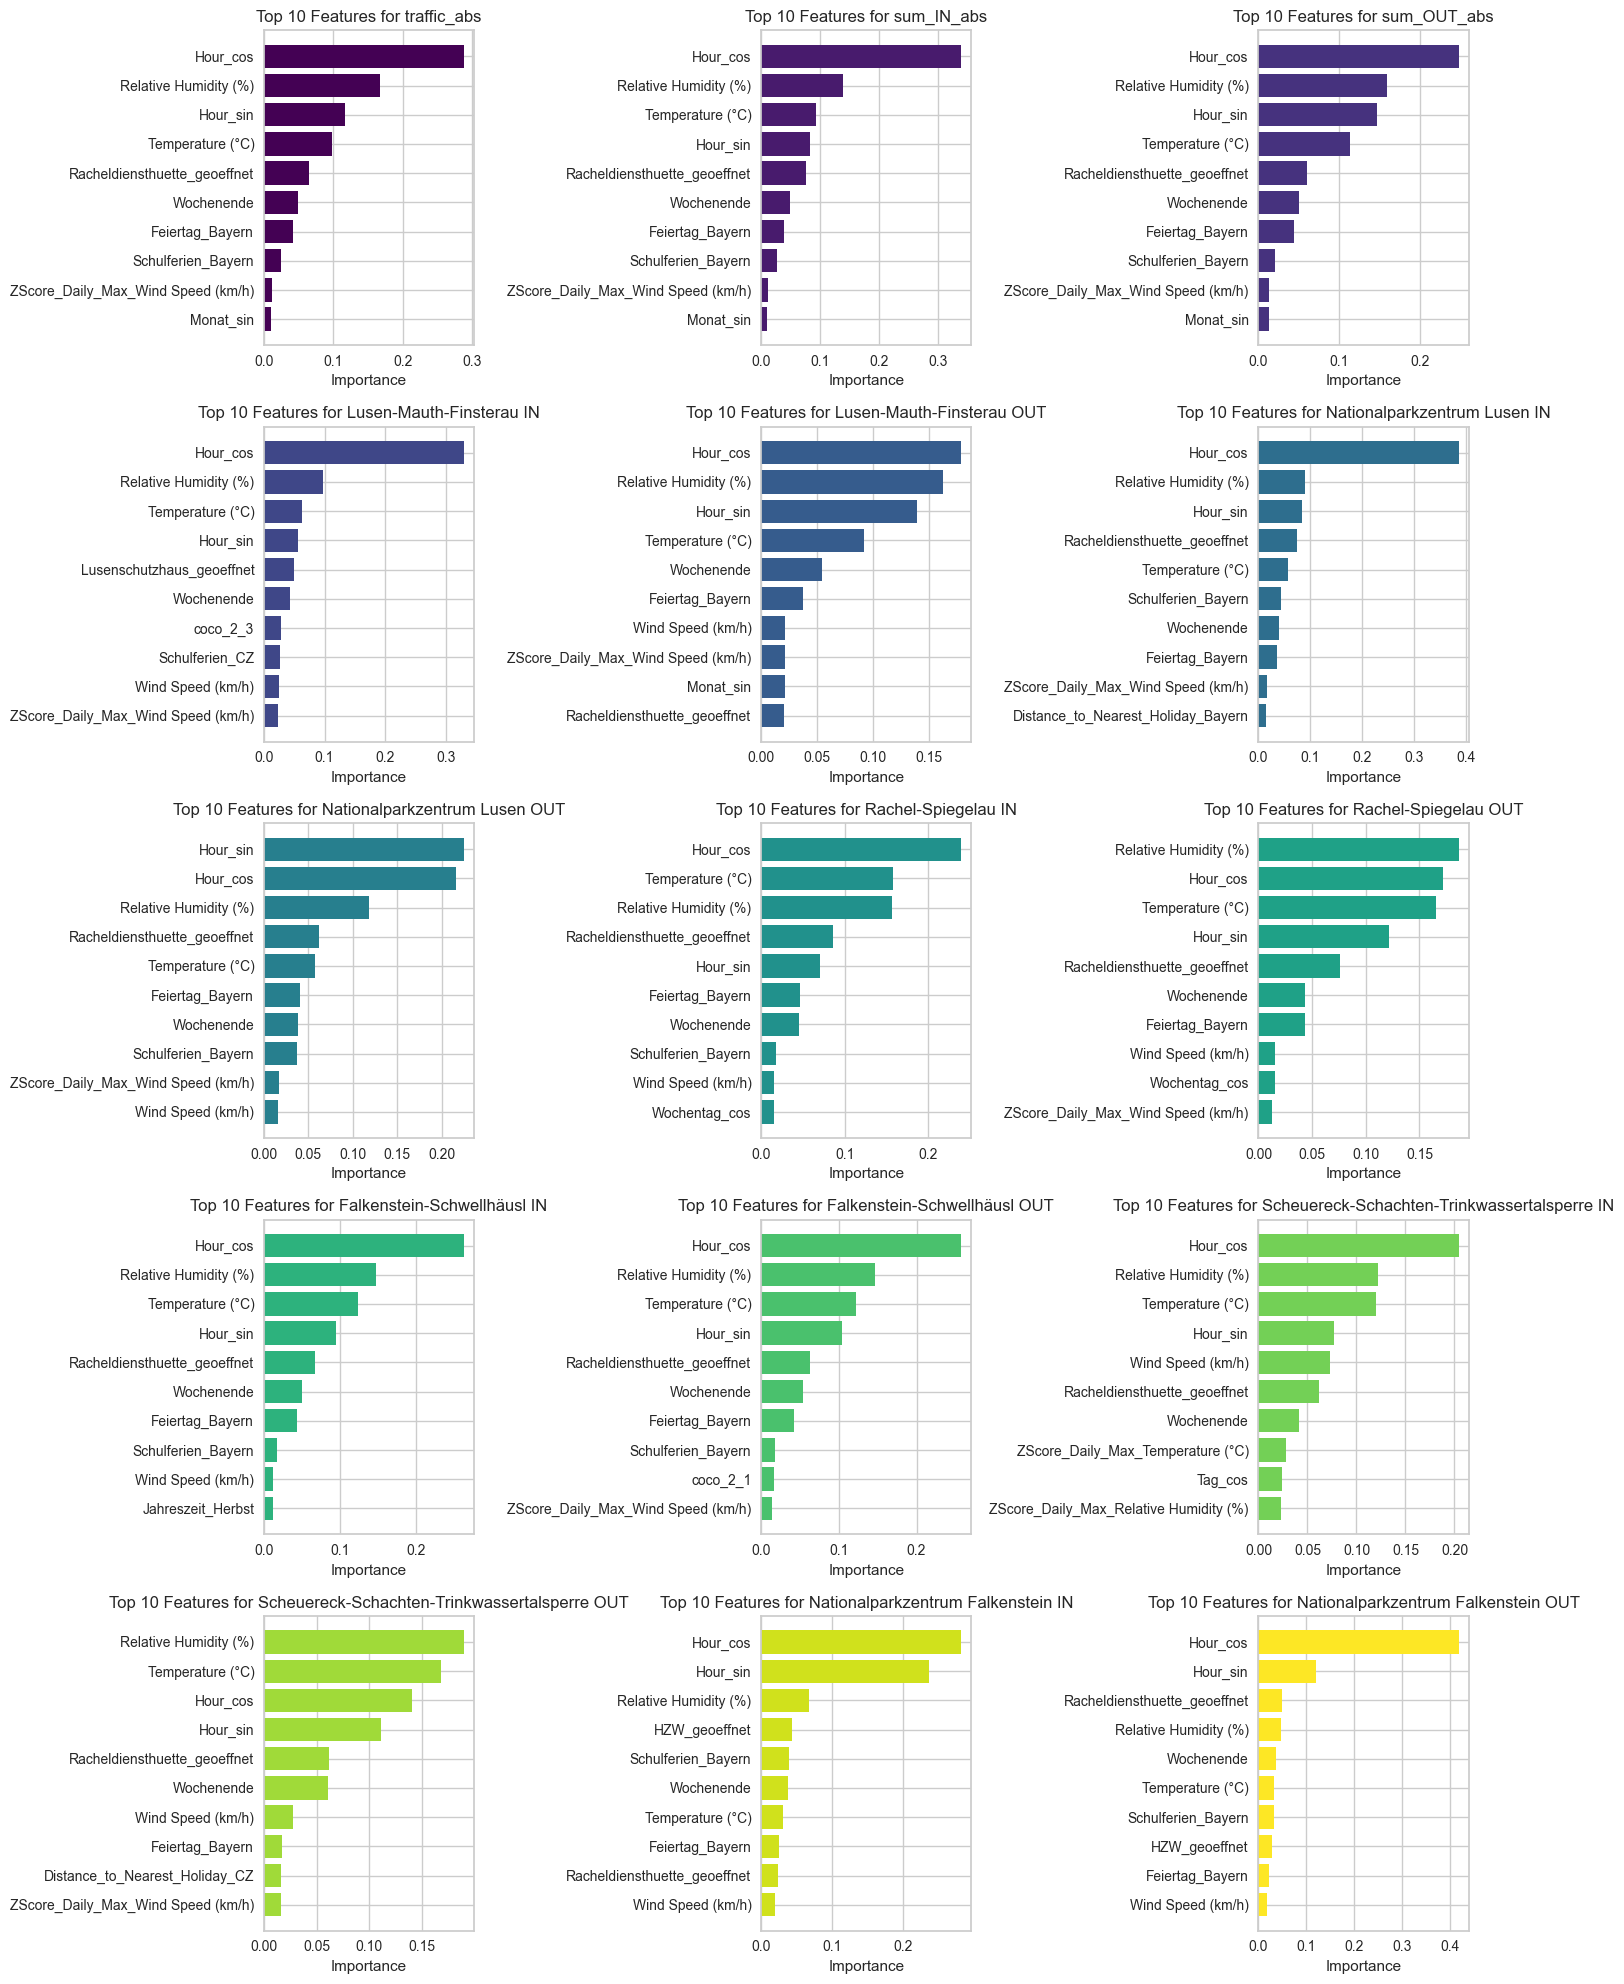 Top 10 Features for traffic_abs
Hour_cos
Relative Humidity (%)
Hour_sin
Temperature (°C)
Racheldiensthuette_geoeffnet
Wochenende
Feiertag_Bayern
Schulferien_Bayern
ZScore_Daily_Max_Wind Speed (km/h)
Monat_sin
0.0 0.1 0.2 0.3
Importance
Top 10 Features for sum_IN_abs
Hour_cos
Relative Humidity (%)
Temperature (°C)
Hour_sin
Racheldiensthuette_geoeffnet
Wochenende
Feiertag_Bayern
Schulferien_Bayern
ZScore_Daily_Max_Wind Speed (km/h)
Monat_sin
0.0 0.1 0.2 0.3
Importance
Top 10 Features for sum_OUT_abs
Hour_cos
Relative Humidity (%)
Hour_sin
Temperature (°C)
Racheldiensthuette_geoeffnet
Wochenende
Feiertag_Bayern
Schulferien_Bayern
ZScore_Daily_Max_Wind Speed (km/h)
Monat_sin
0.0 0.1 0.2
Importance
Top 10 Features for Lusen-Mauth-Finsterau IN
Hour_cos
Relative Humidity (%)
Temperature (°C)
Hour_sin
Lusenschutzhaus_geoeffnet
Wochenende
coco_2_3
Schulferien_CZ
Wind Speed (km/h)
ZScore_Daily_Max_Wind Speed (km/h)
0.0 0.1 0.2 0.3
Importance
Top 10 Features for Lusen-Mauth-Finsterau OUT
Hour_cos
Relative Humidity (%)
Hour_sin
Temperature (°C)
Wochenende
Feiertag_Bayern
Wind Speed (km/h)
ZScore_Daily_Max_Wind Speed (km/h)
Monat_sin
Racheldiensthuette_geoeffnet
0.00 0.05 0.10 0.15
Importance
Top 10 Features for Nationalparkzentrum Lusen IN
Hour_cos
Relative Humidity (%)
Hour_sin
Racheldiensthuette_geoeffnet
Temperature (°C)
Schulferien_Bayern
Wochenende
Feiertag_Bayern
ZScore_Daily_Max_Wind Speed (km/h)
Distance_to_Nearest_Holiday_Bayern
0.0 0.1 0.2 0.3 0.4
Importance
Top 10 Features for Nationalparkzentrum Lusen OUT
Hour_sin
Hour_cos
Relative Humidity (%)
Racheldiensthuette_geoeffnet
Temperature (°C)
Feiertag_Bayern
Wochenende
Schulferien_Bayern
ZScore_Daily_Max_Wind Speed (km/h)
Wind Speed (km/h)
0.00 0.05 0.10 0.15 0.20
Importance
Top 10 Features for Rachel-Spiegelau IN
Hour_cos
Temperature (°C)
Relative Humidity (%)
Racheldiensthuette_geoeffnet
Hour_sin
Feiertag_Bayern
Wochenende
Schulferien_Bayern
Wind Speed (km/h)
Wochentag_cos
0.0 0.1 0.2
Importance
Top 10 Features for Rachel-Spiegelau OUT
Relative Humidity (%)
Hour_cos
Temperature (°C)
Hour_sin
Racheldiensthuette_geoeffnet
Wochenende
Feiertag_Bayern
Wind Speed (km/h)
Wochentag_cos
ZScore_Daily_Max_Wind Speed (km/h)
0.00 0.05 0.10 0.15
Importance
Top 10 Features for Falkenstein-Schwellhäusl IN
Hour_cos
Relative Humidity (%)
Temperature (°C)
Hour_sin
Racheldiensthuette_geoeffnet
Wochenende
Feiertag_Bayern
Schulferien_Bayern
Wind Speed (km/h)
Jahreszeit_Herbst
0.0 0.1 0.2
Importance
Top 10 Features for Falkenstein-Schwellhäusl OUT
Hour_cos
Relative Humidity (%)
Temperature (°C)
Hour_sin
Racheldiensthuette_geoeffnet
Wochenende
Feiertag_Bayern
Schulferien_Bayern
coco_2_1
ZScore_Daily_Max_Wind Speed (km/h)
0.0 0.1 0.2
Importance
Top 10 Features for Scheuereck-Schachten-Trinkwassertalsperre IN
Hour_cos
Relative Humidity (%)
Temperature (°C)
Hour_sin
Wind Speed (km/h)
Racheldiensthuette_geoeffnet
Wochenende
ZScore_Daily_Max_Temperature (°C)
Tag_cos
ZScore_Daily_Max_Relative Humidity (%)
0.00 0.05 0.10 0.15 0.20
Importance
Top 10 Features for Scheuereck-Schachten-Trinkwassertalsperre OUT
Relative Humidity (%)
Temperature (°C)
Hour_cos
Hour_sin
Racheldiensthuette_geoeffnet
Wochenende
Wind Speed (km/h)
Feiertag_Bayern
Distance_to_Nearest_Holiday_CZ
ZScore_Daily_Max_Wind Speed (km/h)
0.00 0.05 0.10 0.15
Importance
Top 10 Features for Nationalparkzentrum Falkenstein IN
Hour_cos
Hour_sin
Relative Humidity (%)
HZW_geoeffnet
Schulferien_Bayern
Wochenende
Temperature (°C)
Feiertag_Bayern
Racheldiensthuette_geoeffnet
Wind Speed (km/h)
0.0 0.2
Importance
Top 10 Features for Nationalparkzentrum Falkenstein OUT
Hour_cos
Hour_sin
Racheldiensthuette_geoeffnet
Relative Humidity (%)
Wochenende
Temperature (°C)
Schulferien_Bayern
HZW_geoeffnet
Feiertag_Bayern
Wind Speed (km/h)
0.0 0.1 0.2 0.3 0.4
Importance